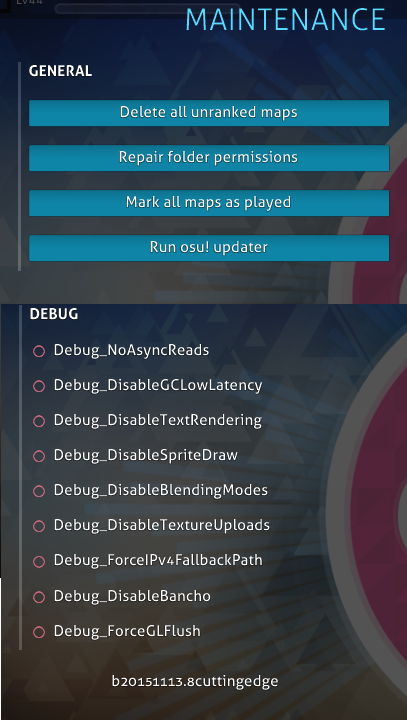 Lv44
MAINTENANCE
GENERAL
Delete all unranked maps
Repair folder permissions
Mark all maps as played
Run osu! updater
DEBUG
Debug_NoAsyncReads
Debug_DisableGCLowLatency
Debug_DisableTextRendering
Debug_DisableSpriteDraw
Debug_DisableBlendingModes
Debug_DisableTextureUploads
Debug_ForceIPv4FallbackPath
Debug_DisableBancho
Debug_ForceGLFlush
b20151113.8cuttingedge